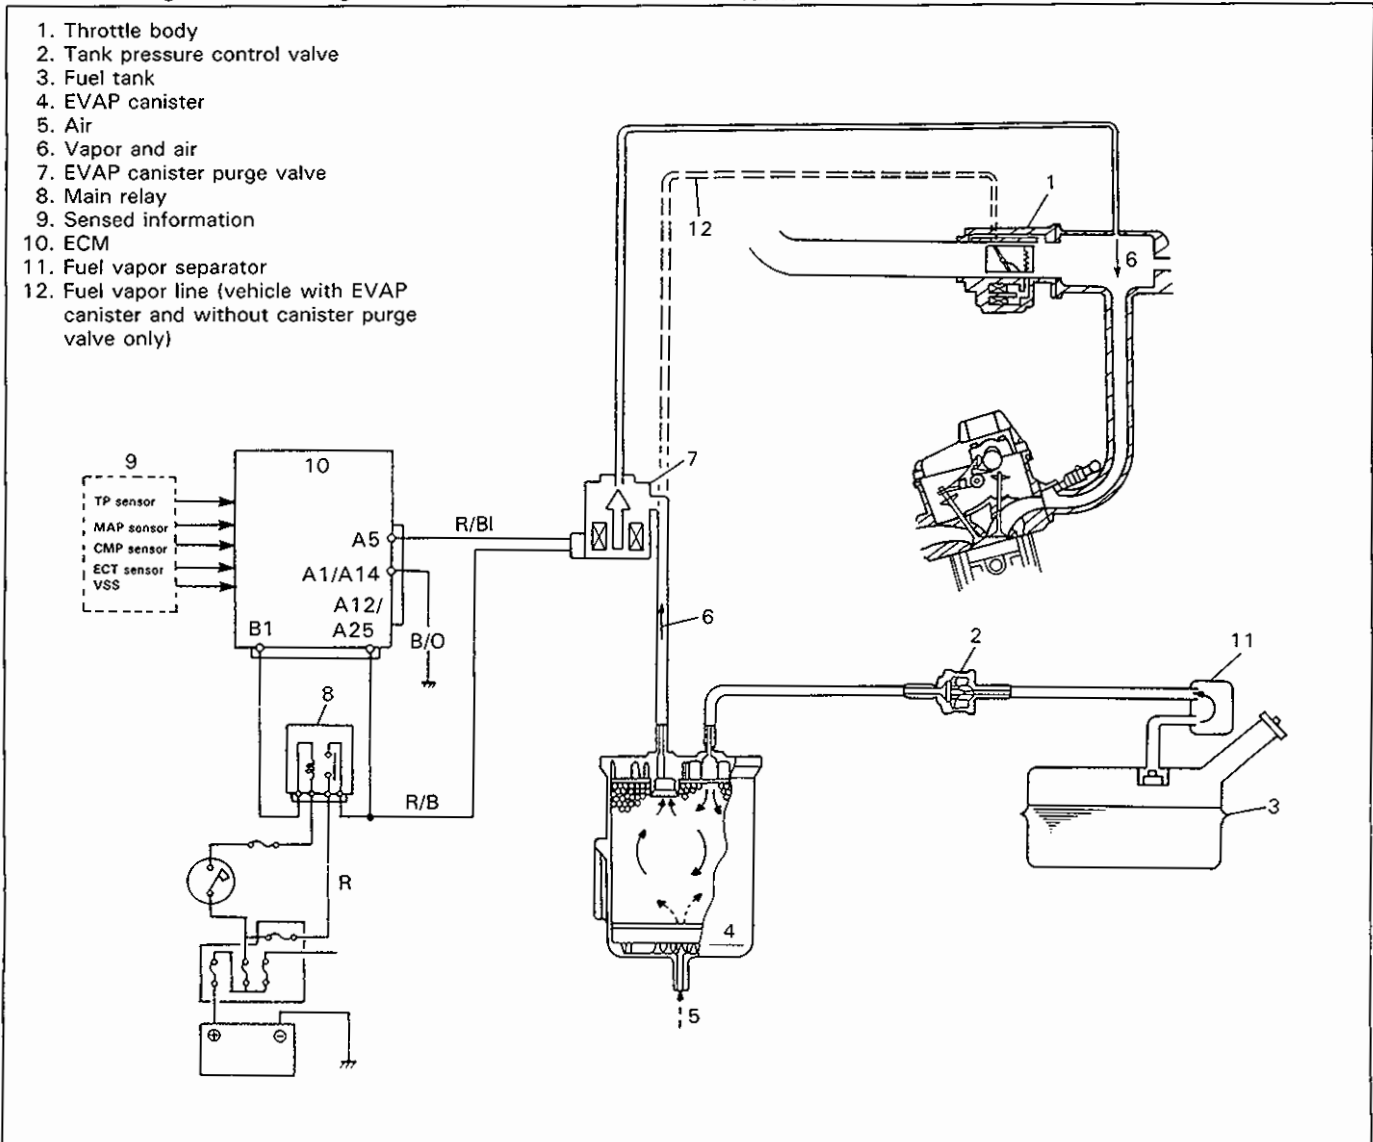 1. Throttle body
2. Tank pressure control valve
3. Fuel tank
4. EVAP canister
5. Air
6. Vapor and air
7. EVAP canister purge valve
8. Main relay
9. Sensed information
10. ECM
11. Fuel vapor separator
12. Fuel vapor line (vehicle with EVAP
canister and without canister purge
valve only)
1
6
12
7
9
10
TP sensor
MAP sensor
CMP sensor
ECT sensor
VSS
A5
R/Bl
A1/A14
A12/
A25
B1
B/O
6
2
11
8
R/B
3
R
4
5